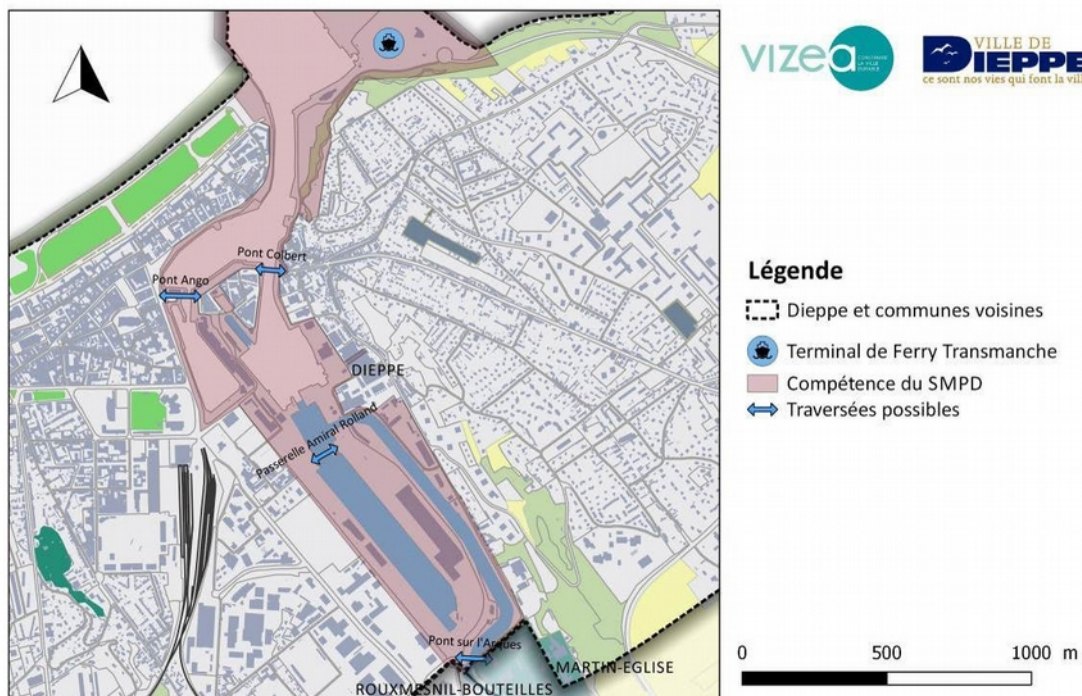 vizea
VILLE DE
DIEPPE
ce sont nos vies qui font la vill
Pont Colbert
Pont Ango
DIEPPE
Passerelle Amiral Rolland
Pont sur l'Arques
MARTIN-EGLISE
ROUXMESNIL-BOUTEILLES
Légende
Dieppe et communes voisines
Terminal de Ferry Transmanche
Compétence du SMPD
Traversées possibles
0 500 1000 m